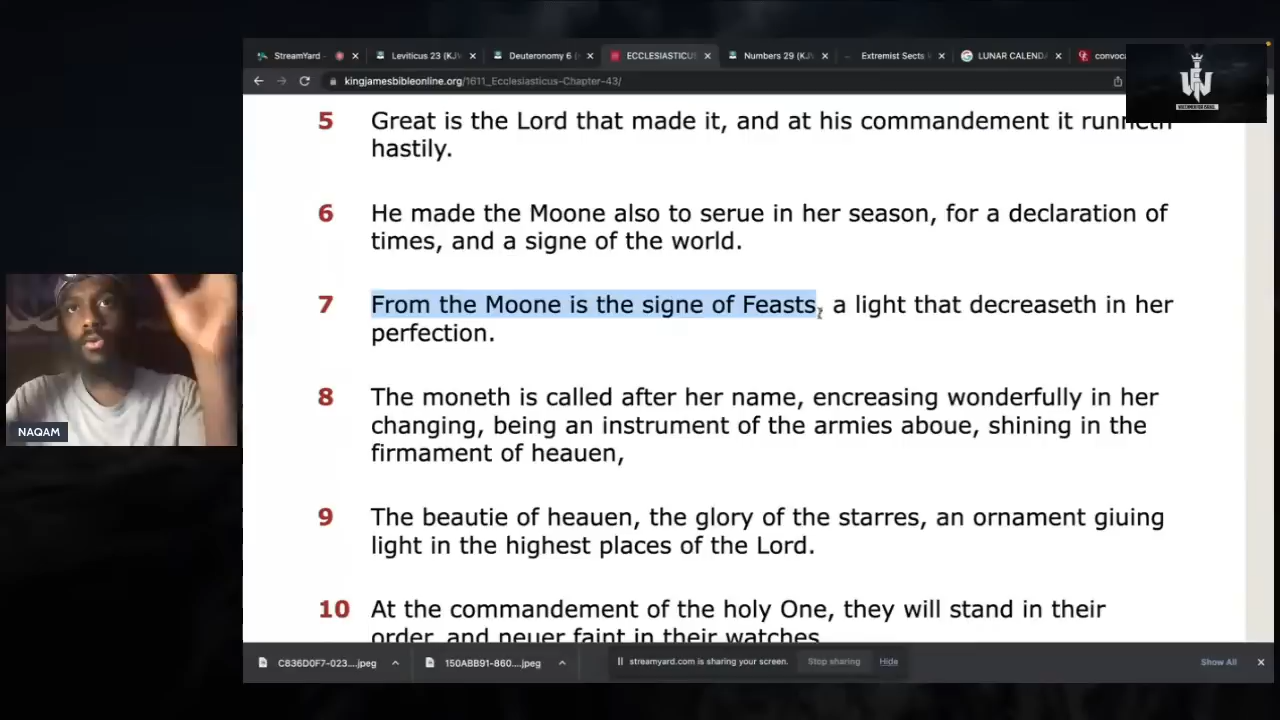 StreamYard
Leviticus 23 (KJV
Deuteronomy 6 (
ECCLESIASTICU
Numbers 29 (KJV
Extremist Sects
LUNAR CALENDA
convoca
kingjamesbibleonline.org/1611_Ecclesiasticus-Chapter-43/
WATCHMEN FOR ISRAEL
5 Great is the Lord that made it, and at his commandement it runneth
hastily.
6 He made the Moone also to serue in her season, for a declaration of
times, and a signe of the world.
7 From the Moone is the signe of Feasts, a light that decreaseth in her
perfection.
8 The moneth is called after her name, encreasing wonderfully in her
changing, being an instrument of the armies aboue, shining in the
firmament of heauen,
9 The beautie of heauen, the glory of the starres, an ornament giuing
light in the highest places of the Lord.
10 At the commandement of the holy One, they will stand in their
order, and neuer faint in their watches.
NAQAM
C836D0F7-023....jpeg
150ABB91-860....jpeg
streamyard.com is sharing your screen.
Stop sharing
Hide
Show All